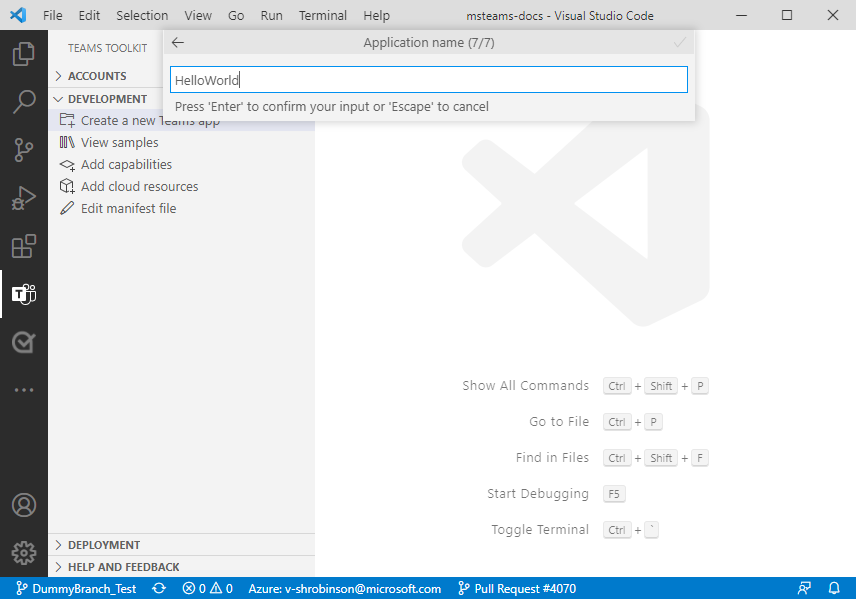 File Edit Selection View Go Run Terminal Help msteams-docs - Visual Studio Code
TEAMS TOOLKIT
Application name (7/7)
HelloWorld
Press 'Enter' to confirm your input or 'Escape' to cancel
ACCOUNTS
DEVELOPMENT
Create a new Teams app
View samples
Add capabilities
Add cloud resources
Edit manifest file
Show All Commands Ctrl + Shift + P
Go to File Ctrl + P
Find in Files Ctrl + Shift + F
Start Debugging F5
Toggle Terminal Ctrl + `
DEPLOYMENT
HELP AND FEEDBACK
DummyBranch_Test 0 0 Azure: v-shrobinson@microsoft.com Pull Request #4070